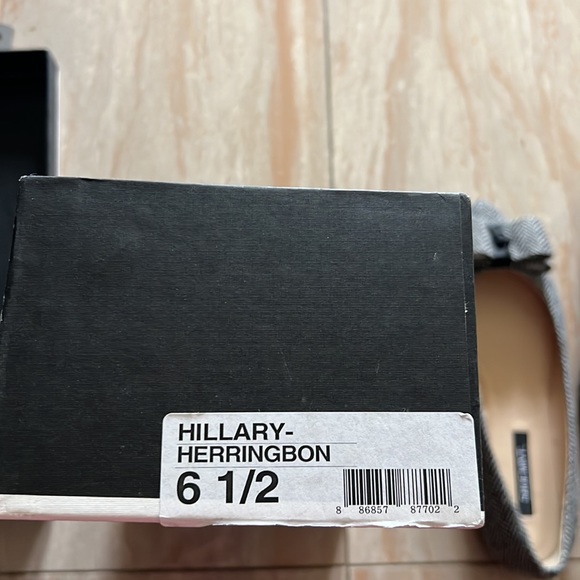 HILLARY-
HERRINGBON
6 1/2
8 86857 87702 2